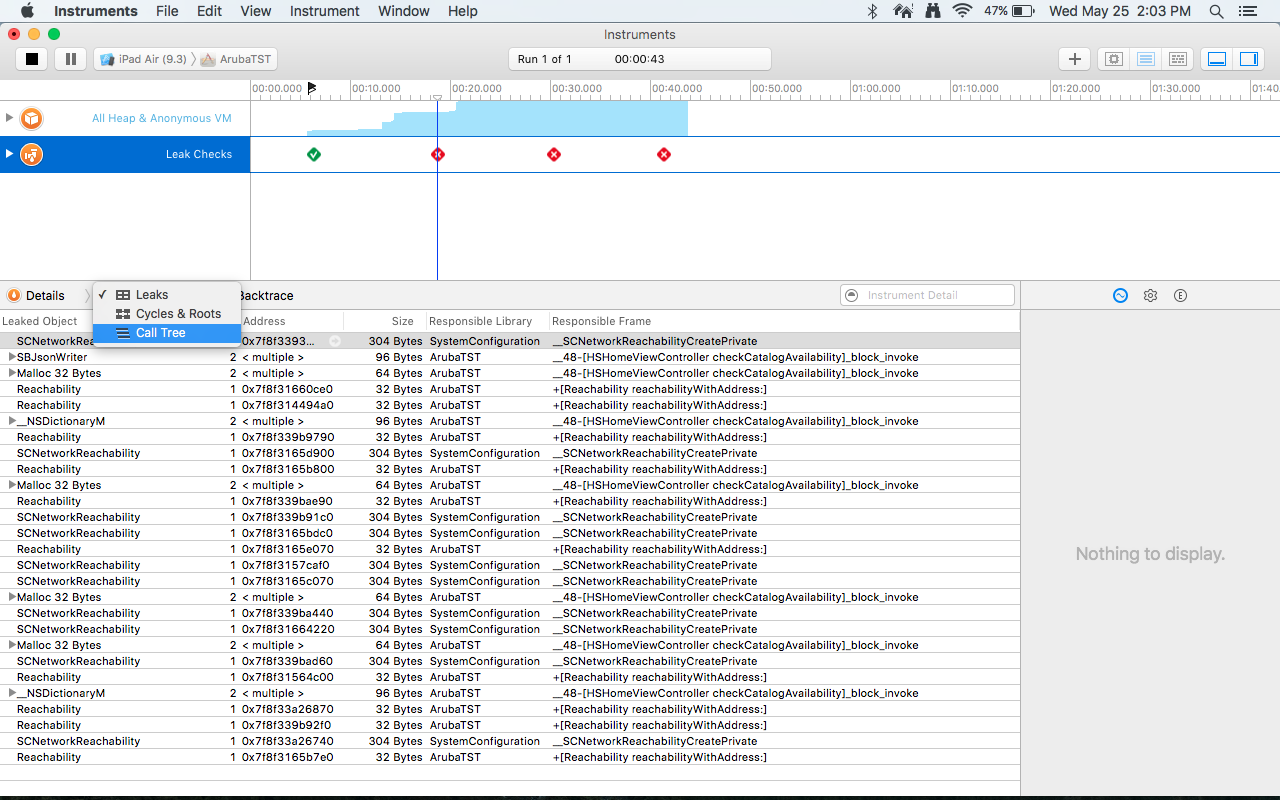 Instruments File Edit View Instrument Window Help 47% Wed May 25 2:03 PM
Instruments
iPad Air (9.3) ArubaTST Run 1 of 1 00:00:43
00:00.000 00:10.000 00:20.000 00:30.000 00:40.000 00:50.000 01:00.000 01:10.000 01:20.000 01:30.000 01:40.
All Heap & Anonymous VM
Leak Checks
Details Leaks Backtrace Instrument Detail E
Cycles & Roots
Call Tree
Leaked Object Address Size Responsible Library Responsible Frame
SCNetworkRea 0x7f8f3393... 304 Bytes SystemConfiguration __SCNetworkReachabilityCreatePrivate
SBJsonWriter 2 < multiple > 96 Bytes ArubaTST __48-[HSHomeViewController checkCatalogAvailability]_block_invoke
Malloc 32 Bytes 2 < multiple > 64 Bytes ArubaTST __48-[HSHomeViewController checkCatalogAvailability]_block_invoke
Reachability 1 0x7f8f31660ce0 32 Bytes ArubaTST +[Reachability reachabilityWithAddress:]
Reachability 1 0x7f8f314494a0 32 Bytes ArubaTST +[Reachability reachabilityWithAddress:]
__NSDictionaryM 2 < multiple > 96 Bytes ArubaTST __48-[HSHomeViewController checkCatalogAvailability]_block_invoke
Reachability 1 0x7f8f339b9790 32 Bytes ArubaTST +[Reachability reachabilityWithAddress:]
SCNetworkReachability 1 0x7f8f3165d900 304 Bytes SystemConfiguration __SCNetworkReachabilityCreatePrivate
Reachability 1 0x7f8f3165b800 32 Bytes ArubaTST +[Reachability reachabilityWithAddress:]
Malloc 32 Bytes 2 < multiple > 64 Bytes ArubaTST __48-[HSHomeViewController checkCatalogAvailability]_block_invoke
Reachability 1 0x7f8f339bae90 32 Bytes ArubaTST +[Reachability reachabilityWithAddress:]
SCNetworkReachability 1 0x7f8f339b91c0 304 Bytes SystemConfiguration __SCNetworkReachabilityCreatePrivate
SCNetworkReachability 1 0x7f8f3165bdc0 304 Bytes SystemConfiguration __SCNetworkReachabilityCreatePrivate
Reachability 1 0x7f8f3165e070 32 Bytes ArubaTST +[Reachability reachabilityWithAddress:]
SCNetworkReachability 1 0x7f8f3157caf0 304 Bytes SystemConfiguration __SCNetworkReachabilityCreatePrivate
Nothing to display.
SCNetworkReachability 1 0x7f8f3165c070 304 Bytes SystemConfiguration __SCNetworkReachabilityCreatePrivate
Malloc 32 Bytes 2 < multiple > 64 Bytes ArubaTST __48-[HSHomeViewController checkCatalogAvailability]_block_invoke
SCNetworkReachability 1 0x7f8f339ba440 304 Bytes SystemConfiguration __SCNetworkReachabilityCreatePrivate
SCNetworkReachability 1 0x7f8f31664220 304 Bytes SystemConfiguration __SCNetworkReachabilityCreatePrivate
Malloc 32 Bytes 2 < multiple > 64 Bytes ArubaTST __48-[HSHomeViewController checkCatalogAvailability]_block_invoke
SCNetworkReachability 1 0x7f8f339bad60 304 Bytes SystemConfiguration __SCNetworkReachabilityCreatePrivate
Reachability 1 0x7f8f31564c00 32 Bytes ArubaTST +[Reachability reachabilityWithAddress:]
__NSDictionaryM 2 < multiple > 96 Bytes ArubaTST __48-[HSHomeViewController checkCatalogAvailability]_block_invoke
Reachability 1 0x7f8f33a26870 32 Bytes ArubaTST +[Reachability reachabilityWithAddress:]
Reachability 1 0x7f8f339b92f0 32 Bytes ArubaTST +[Reachability reachabilityWithAddress:]
SCNetworkReachability 1 0x7f8f33a26740 304 Bytes SystemConfiguration __SCNetworkReachabilityCreatePrivate
Reachability 1 0x7f8f3165b7e0 32 Bytes ArubaTST +[Reachability reachabilityWithAddress:]